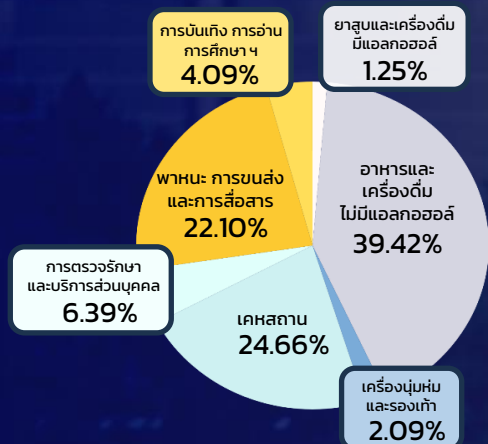 การบันเทิง การอ่าน
การศึกษา ฯ
4.09%
ยาสูบและเครื่องดื่ม
มีแอลกอฮอล์
1.25%
พาหนะ การขนส่ง
และการสื่อสาร
22.10%
อาหารและ
เครื่องดื่ม
ไม่มีแอลกอฮอล์
39.42%
การตรวจรักษา
และบริการส่วนบุคคล
6.39%
เคหสถาน
24.66%
เครื่องนุ่มห่ม
และรองเท้า
2.09%